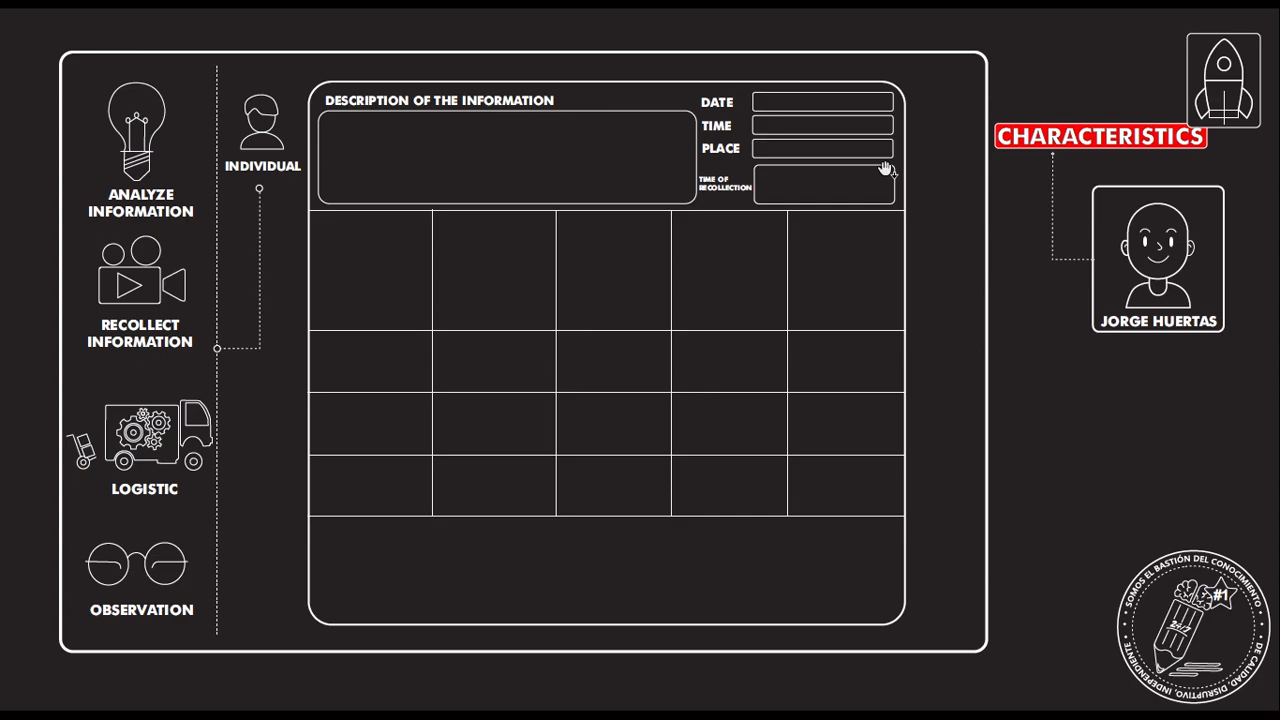 DESCRIPTION OF THE INFORMATION
DATE
TIME
PLACE
TIME OF
RECOLLECTION
CHARACTERISTICS
INDIVIDUAL
ANALYZE
INFORMATION
RECOLLECT
INFORMATION
LOGISTIC
OBSERVATION
JORGE HUERTAS
SOMOS EL BASTIÓN DEL CONOCIMIENTO
DE CALIDAD, DISRUPTIVO, INDEPENDIENTE
#1
24/7